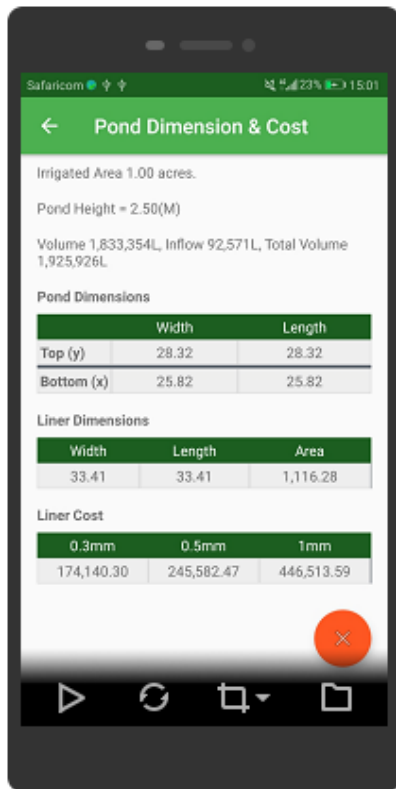 Safaricom 23% 15:01
Pond Dimension & Cost
Irrigated Area 1.00 acres.
Pond Height = 2.50(M)
Volume 1,833,354L, Inflow 92,571L, Total Volume
1,925,926L
Pond Dimensions
Width Length
Top (y) 28.32 28.32
Bottom (x) 25.82 25.82
Liner Dimensions
Width Length Area
33.41 33.41 1,116.28
Liner Cost
0.3mm 0.5mm 1mm
174,140.30 245,582.47 446,513.59